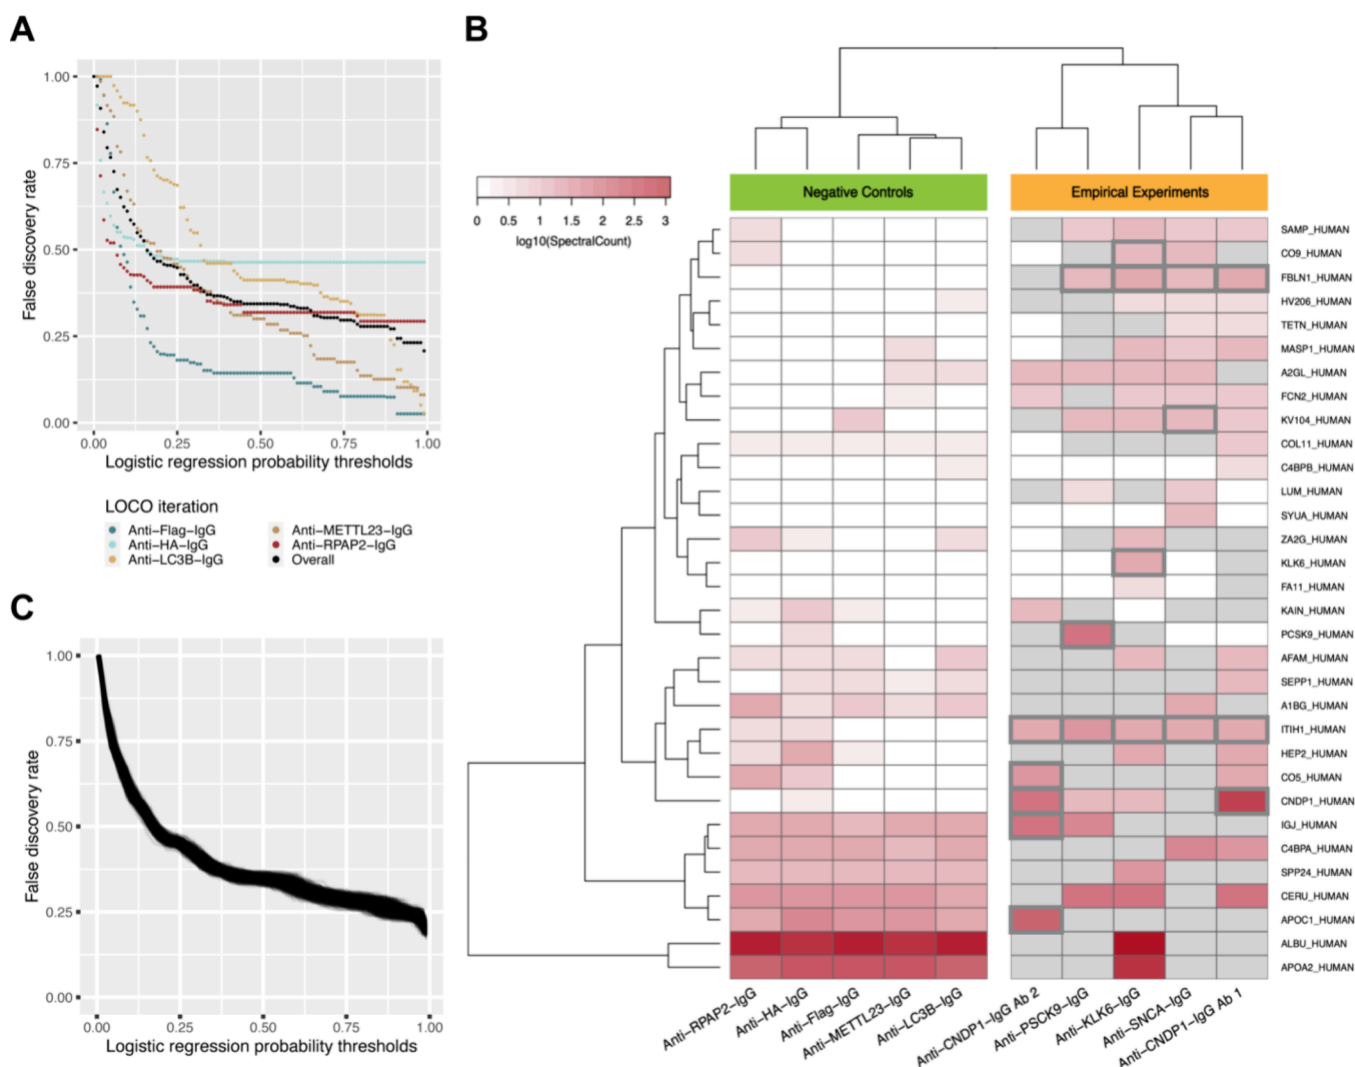 A
1.00
0.75
0.50
0.25
0.00
False discovery rate
0.00 0.25 0.50 0.75 1.00
Logistic regression probability thresholds
LOCO iteration
Anti−Flag−IgG
Anti−HA−IgG
Anti−LC3B−IgG
Anti−METTL23−IgG
Anti−RPAP2−IgG
Overall
B
0 0.5 1 1.5 2 2.5 3
log10(SpectralCount)
Negative Controls
Empirical Experiments
SAMP_HUMAN
CO9_HUMAN
FBLN1_HUMAN
HV206_HUMAN
TETN_HUMAN
MASP1_HUMAN
A2GL_HUMAN
FCN2_HUMAN
KV104_HUMAN
COL11_HUMAN
C4BPB_HUMAN
LUM_HUMAN
SYUA_HUMAN
ZA2G_HUMAN
KLK6_HUMAN
FA11_HUMAN
KAIN_HUMAN
PCSK9_HUMAN
AFAM_HUMAN
SEPP1_HUMAN
A1BG_HUMAN
ITIH1_HUMAN
HEP2_HUMAN
CO5_HUMAN
CNDP1_HUMAN
IGJ_HUMAN
C4BPA_HUMAN
SPP24_HUMAN
CERU_HUMAN
APOC1_HUMAN
ALBU_HUMAN
APOA2_HUMAN
Anti−RPAP2−IgG
Anti−HA−IgG
Anti−Flag−IgG
Anti−METTL23−IgG
Anti−LC3B−IgG
Anti−CNDP1−IgG Ab 2
Anti−PSCK9−IgG
Anti−KLK6−IgG
Anti−SNCA−IgG
Anti−CNDP1−IgG Ab 1
C
1.00
0.75
0.50
0.25
0.00
False discovery rate
0.00 0.25 0.50 0.75 1.00
Logistic regression probability thresholds